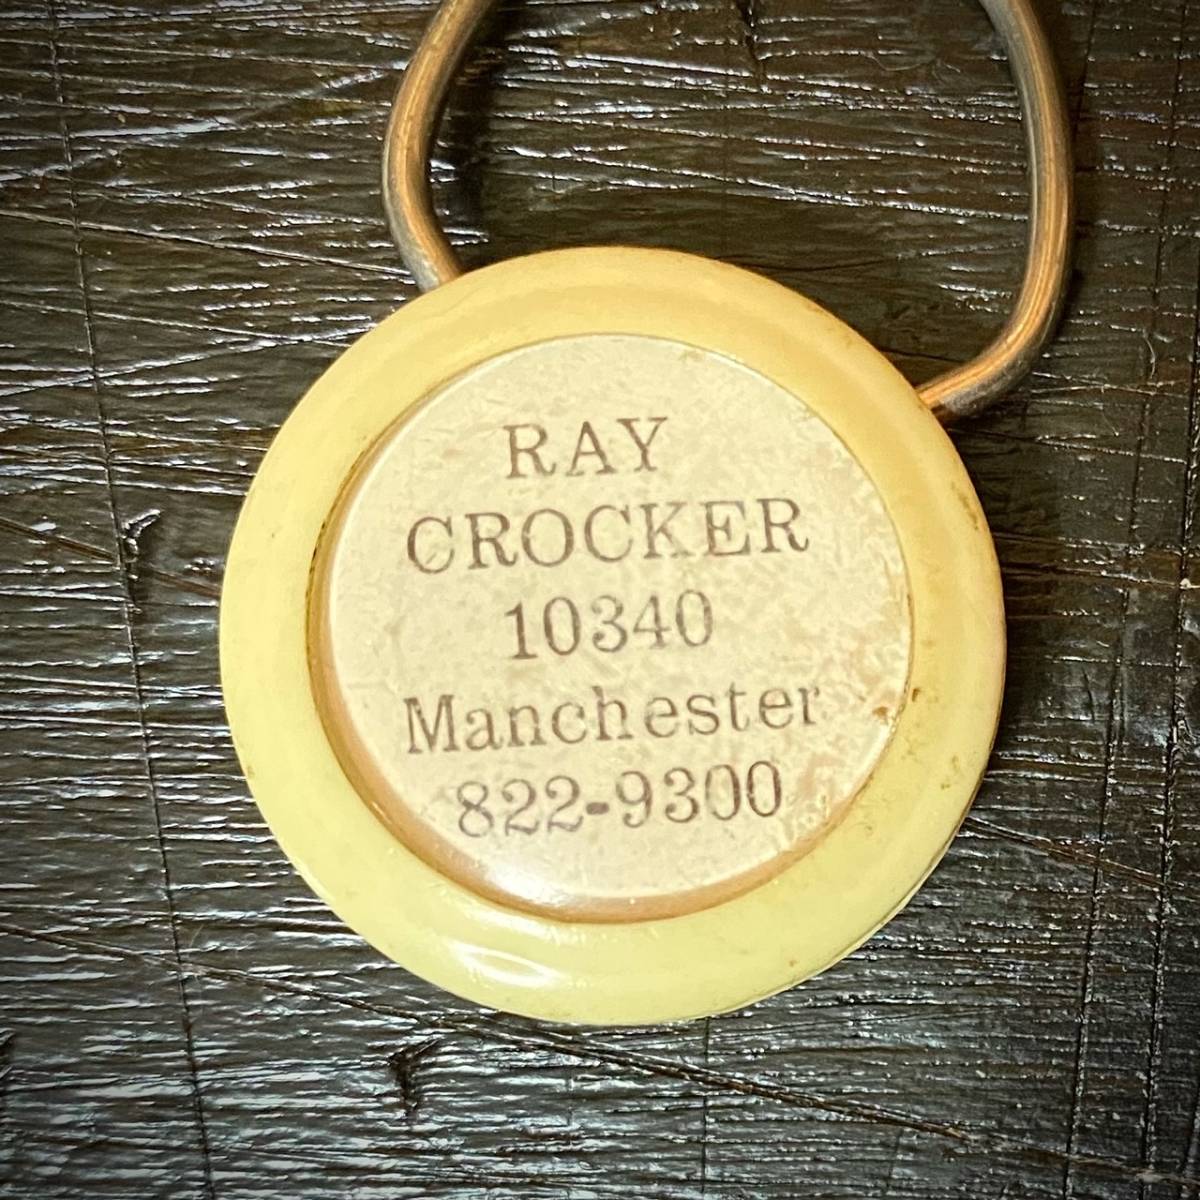 RAY
CROCKER
10340
Manchester
822-9300